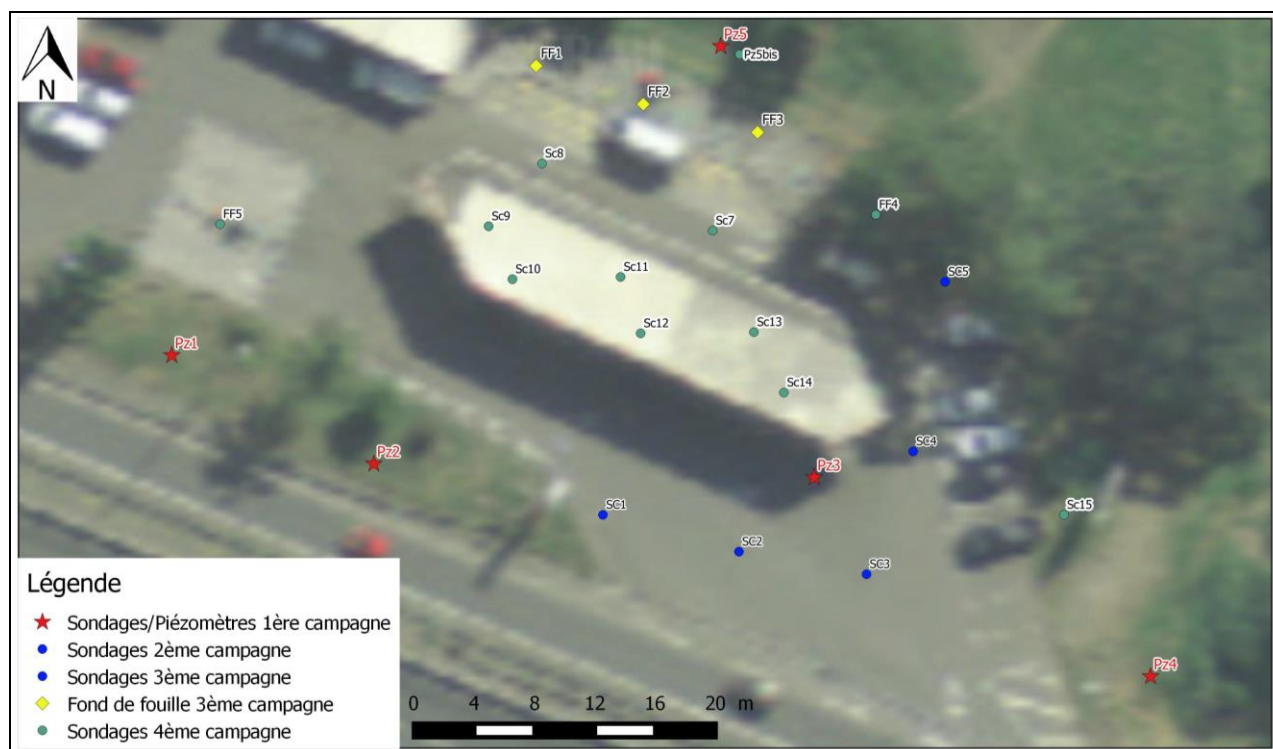 N
Pz5
Pz5bis
FF1
FF2
FF3
Sc8
FF4
FF5
Sc9
Sc7
Sc10
Sc11
SC5
Sc12
Sc13
Pz1
Sc14
Pz2
Pz3
SC4
SC1
Sc15
SC2
SC3
Pz4
Légende
Sondages/Piézomètres 1ère campagne
Sondages 2ème campagne
Sondages 3ème campagne
Fond de fouille 3ème campagne
Sondages 4ème campagne
0 4 8 12 16 20 m